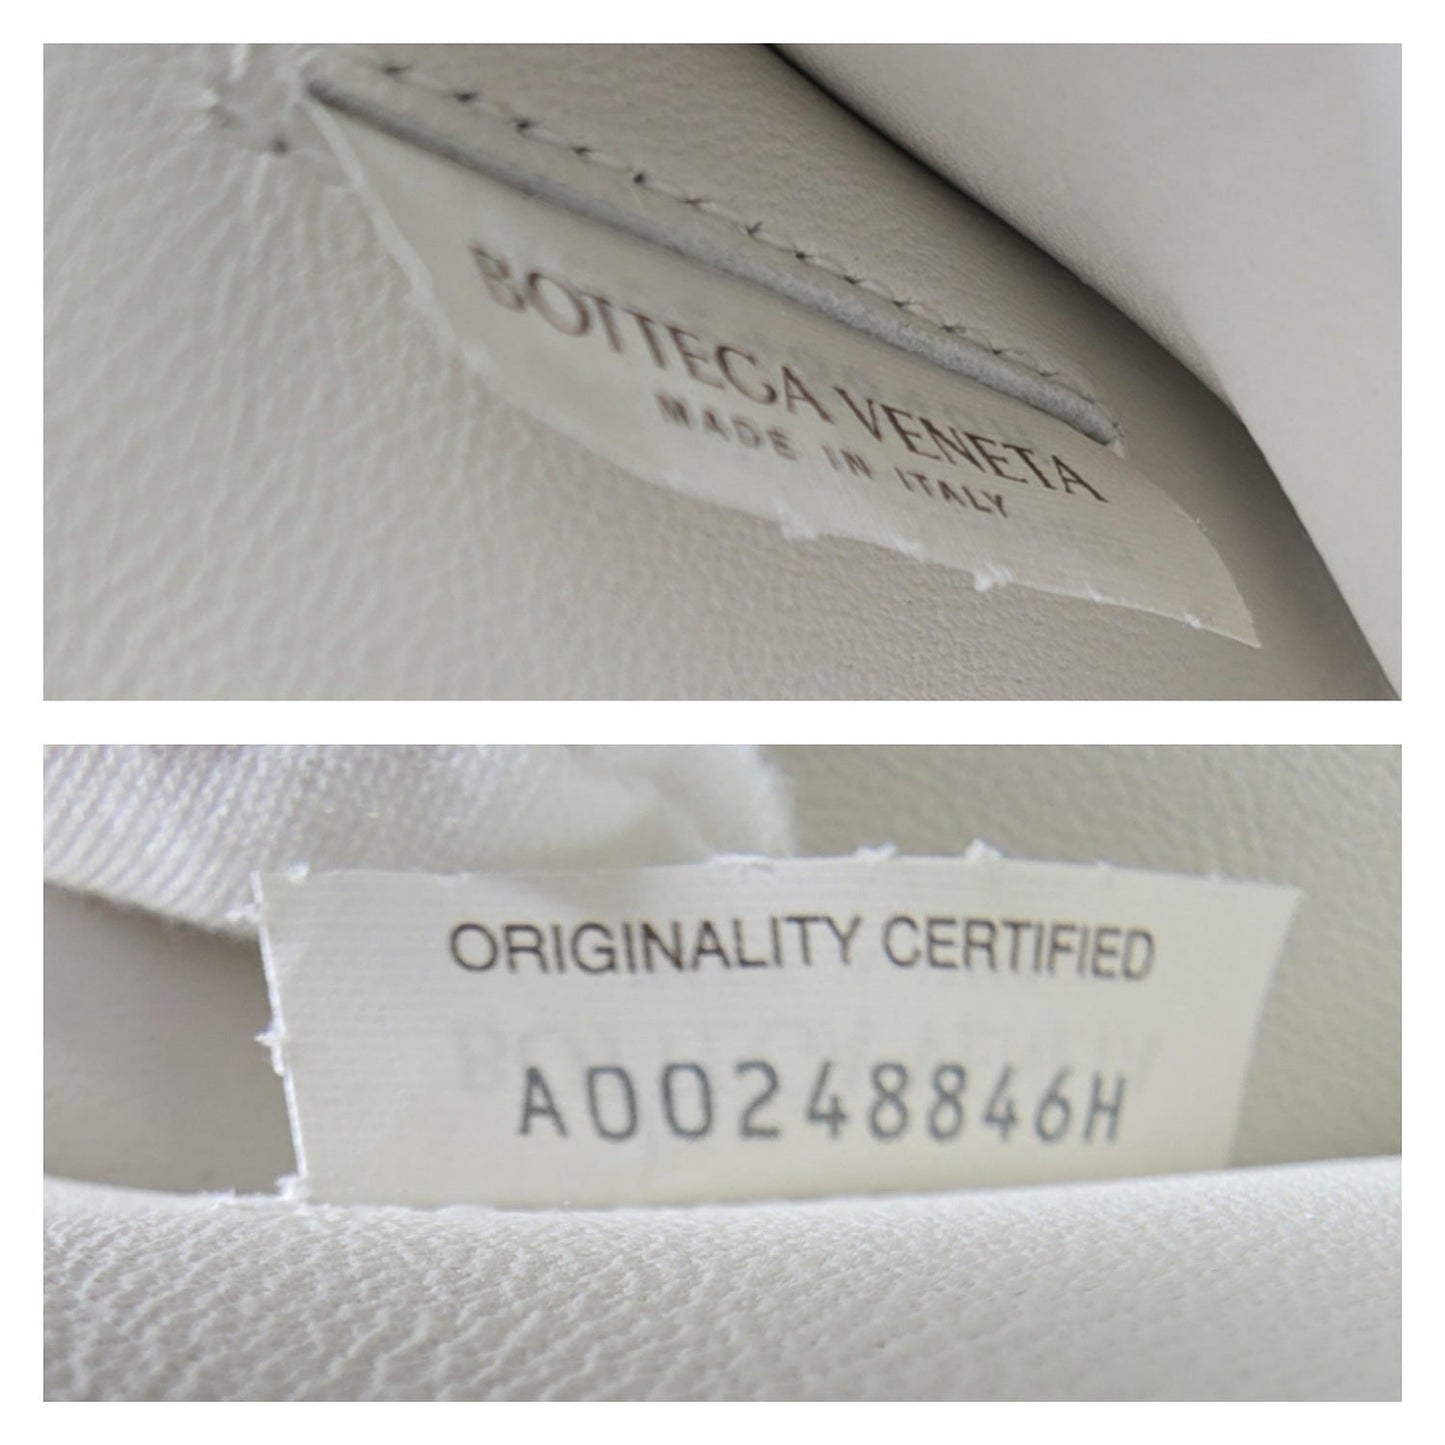 BOTTEGA VENETA
MADE IN ITALY
ORIGINALITY CERTIFIED
A00248846H